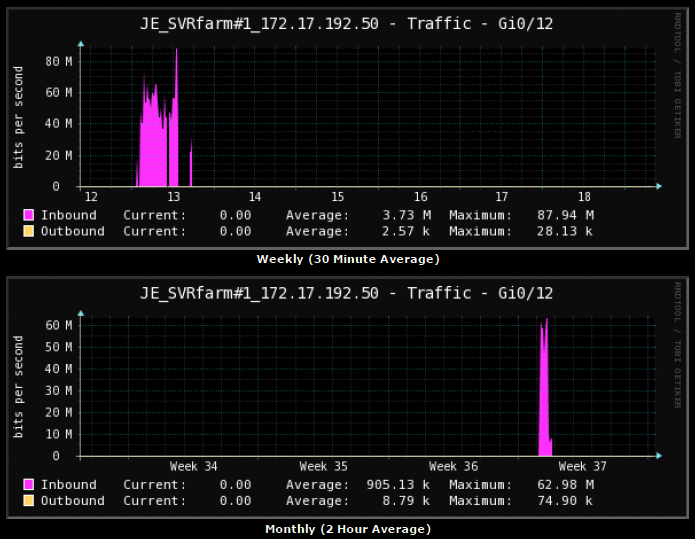 JE_SVRfarm#1_172.17.192.50 - Traffic - Gi0/12
RRDTOOL / TOBI OETIKER
bits per second
80 M
60 M
40 M
20 M
0
12 13 14 15 16 17 18
Inbound Current: 0.00 Average: 3.73 M Maximum: 87.94 M
Outbound Current: 0.00 Average: 2.57 k Maximum: 28.13 k
Weekly (30 Minute Average)
JE_SVRfarm#1_172.17.192.50 - Traffic - Gi0/12
RRDTOOL / TOBI OETIKER
bits per second
60 M
50 M
40 M
30 M
20 M
10 M
0
Week 34 Week 35 Week 36 Week 37
Inbound Current: 0.00 Average: 905.13 k Maximum: 62.98 M
Outbound Current: 0.00 Average: 8.79 k Maximum: 74.90 k
Monthly (2 Hour Average)